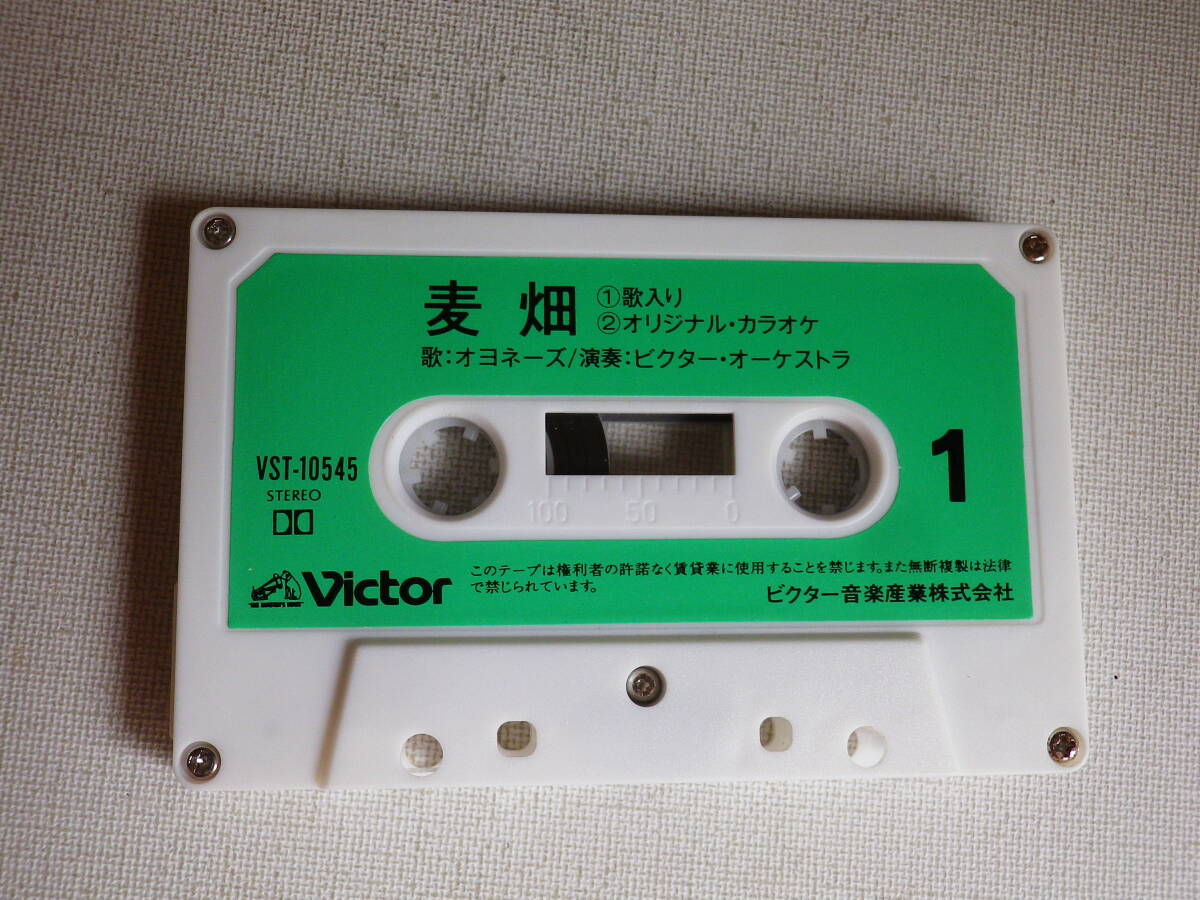 麦畑
①歌入り
②オリジナル・カラオケ
歌:オヨネーズ/演奏:ビクター・オーケストラ
VST-10545
STEREO
1
100 50 0
Victor
このテープは権利者の許諾なく賃貸業に使用することを禁じます。また無断複製は法律
で禁じられています。
ビクター音楽産業株式会社